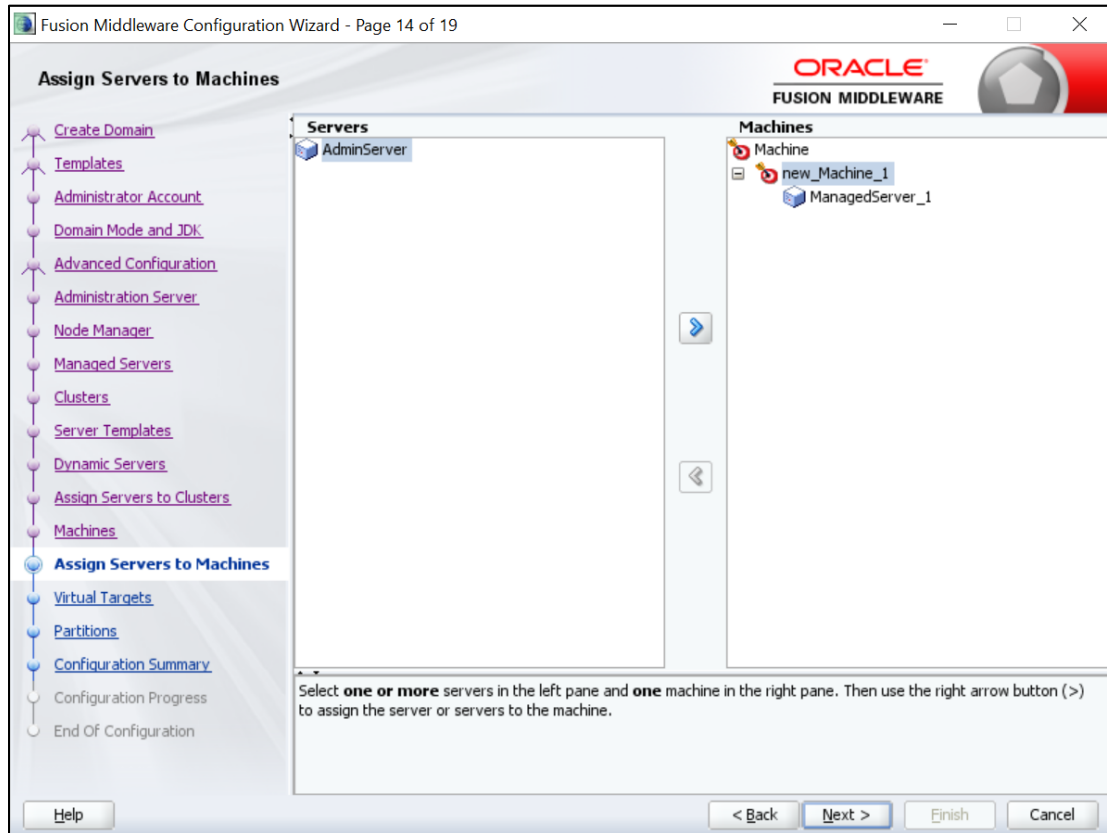 Fusion Middleware Configuration Wizard - Page 14 of 19
Assign Servers to Machines
ORACLE
FUSION MIDDLEWARE
Create Domain
Templates
Administrator Account
Domain Mode and JDK
Advanced Configuration
Administration Server
Node Manager
Managed Servers
Clusters
Server Templates
Dynamic Servers
Assign Servers to Clusters
Machines
Assign Servers to Machines
Virtual Targets
Partitions
Configuration Summary
Configuration Progress
End Of Configuration
Servers
AdminServer
Machines
Machine
new_Machine_1
ManagedServer_1
Select one or more servers in the left pane and one machine in the right pane. Then use the right arrow button (>)
to assign the server or servers to the machine.
Help
< Back
Next >
Finish
Cancel